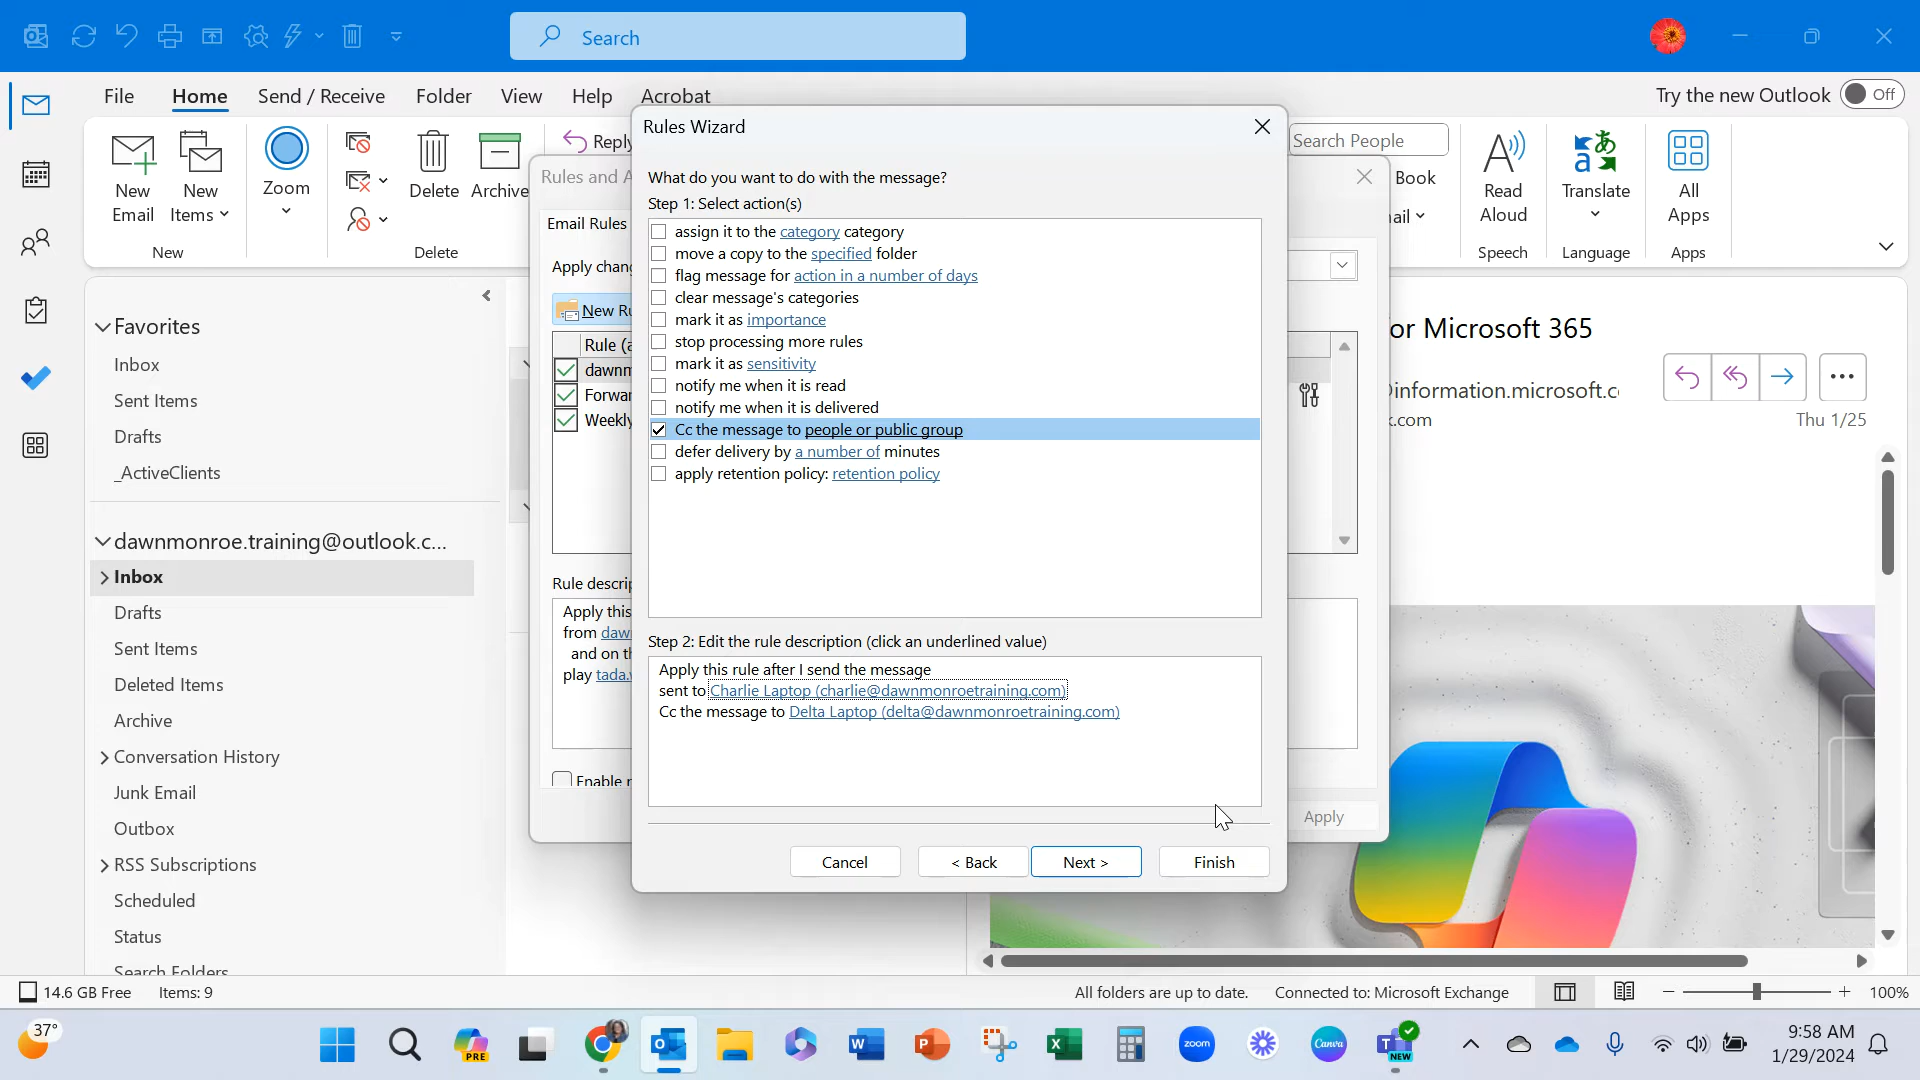 Search
File
Home
Send / Receive
Folder
View
Help
Acrobat
Try the new Outlook
Off
New Email
New Items
New
Zoom
Delete
Archive
Delete
Reply
Search People
Book
Read Aloud
Speech
Translate
Language
All Apps
Apps
Favorites
Inbox
Sent Items
Drafts
_ActiveClients
dawnmonroe.training@outlook.c...
Inbox
Drafts
Sent Items
Deleted Items
Archive
Conversation History
Junk Email
Outbox
RSS Subscriptions
Scheduled
Status
Search Folders
Rules and A
Email Rules
Apply chang
New Ru
Rule (a
dawnm
Forwar
Weekly
Rule descrip
Apply this
from dawn
and on th
play tada.w
Enable r
Apply
Rules Wizard
What do you want to do with the message?
Step 1: Select action(s)
assign it to the category category
move a copy to the specified folder
flag message for action in a number of days
clear message's categories
mark it as importance
stop processing more rules
mark it as sensitivity
notify me when it is read
notify me when it is delivered
Cc the message to people or public group
defer delivery by a number of minutes
apply retention policy: retention policy
Step 2: Edit the rule description (click an underlined value)
Apply this rule after I send the message
sent to Charlie Laptop (charlie@dawnmonroetraining.com)
Cc the message to Delta Laptop (delta@dawnmonroetraining.com)
Cancel
< Back
Next >
Finish
or Microsoft 365
information.microsoft.c
.com
Thu 1/25
14.6 GB Free
Items: 9
All folders are up to date.
Connected to: Microsoft Exchange
100%
37°
PRE
zoom
Canva
NEW
9:58 AM
1/29/2024